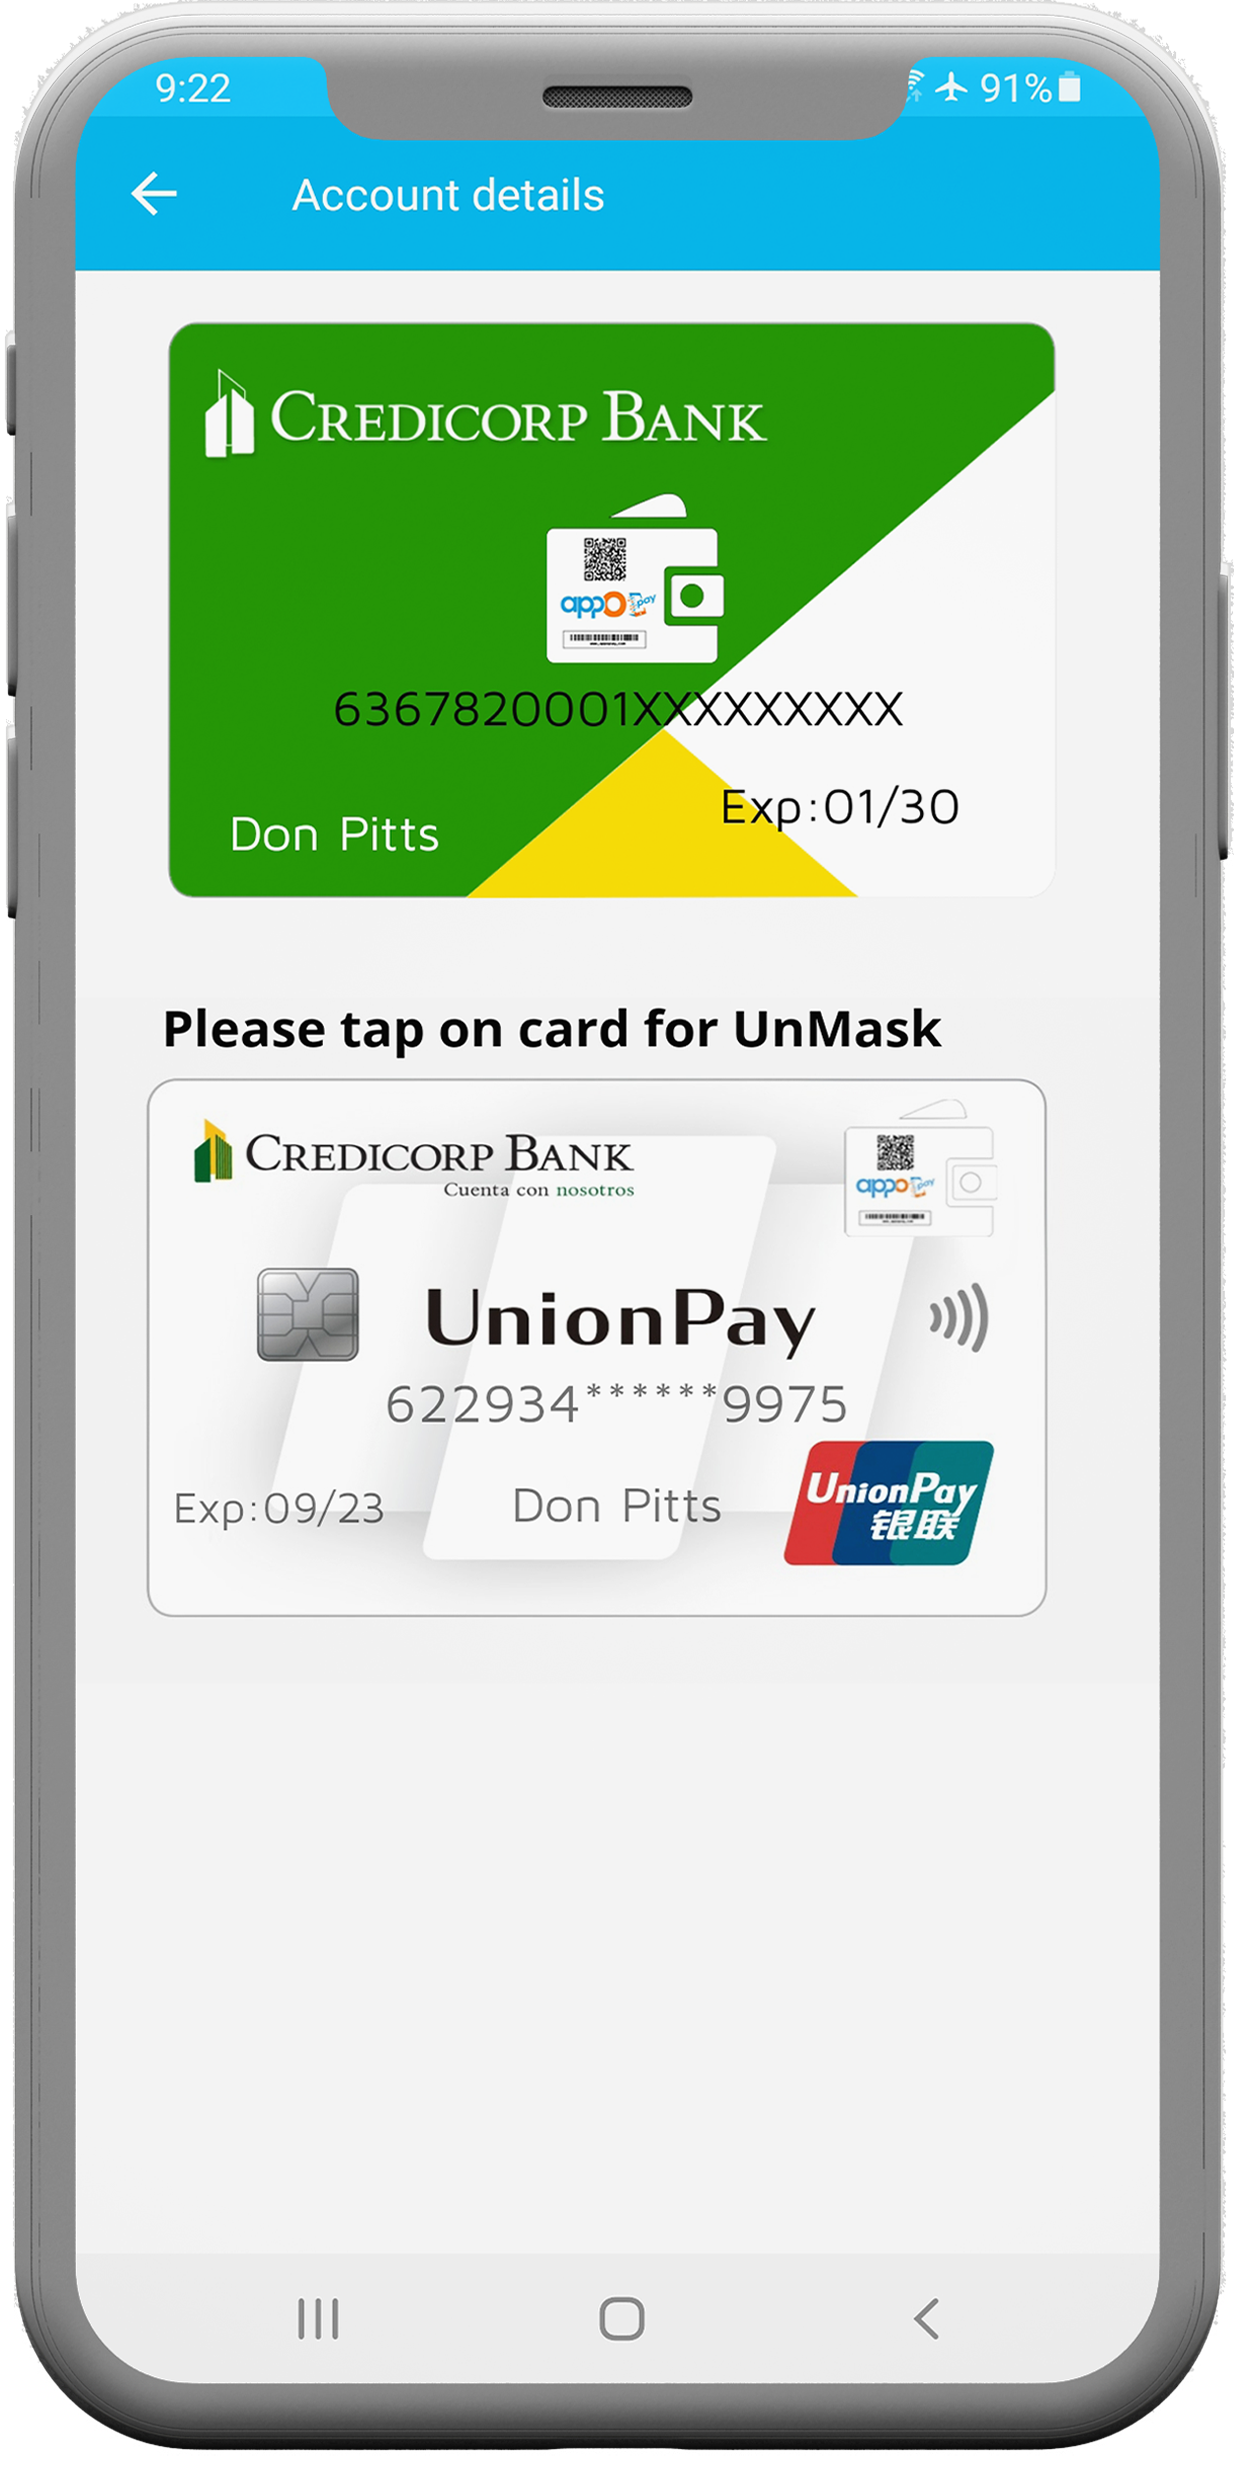 9:22
91%
Account details
CREDICORP BANK
appO pay
6367820001XXXXXXXXX
Exp:01/30
Don Pitts
Please tap on card for UnMask
CREDICORP BANK
Cuenta con nosotros
appO pay
UnionPay
622934******9975
Exp:09/23
Don Pitts
UnionPay
银联